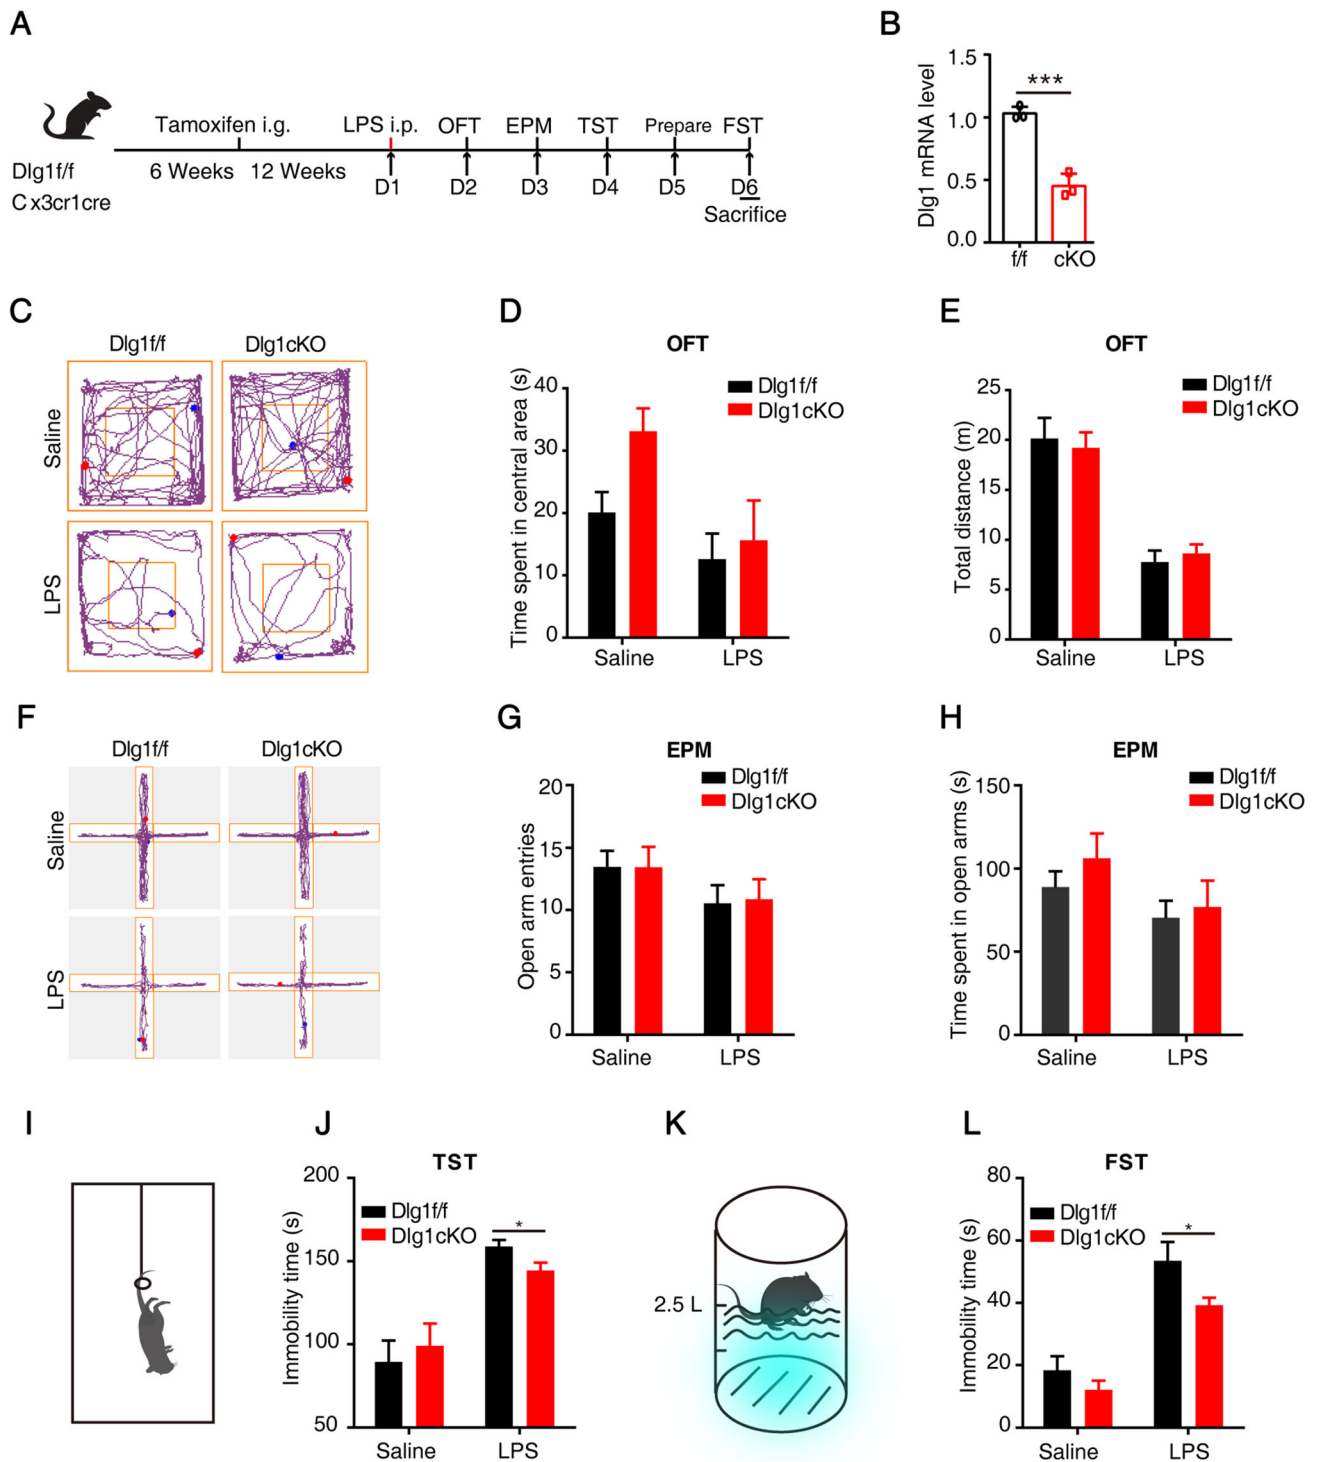 A
Tamoxifen i.g.
LPS i.p.
OFT
EPM
TST
Prepare
FST
Dlg1f/f
Cx3cr1cre
6 Weeks
12 Weeks
D1
D2
D3
D4
D5
D6
Sacrifice
B
Dlg1 mRNA level
1.5
1.0
0.5
0.0
***
f/f
cKO
C
Dlg1f/f
Dlg1cKO
Saline
LPS
D
OFT
Time spent in central area (s)
40
30
20
10
0
Dlg1f/f
Dlg1cKO
Saline
LPS
E
OFT
Total distance (m)
25
20
15
10
5
0
Dlg1f/f
Dlg1cKO
Saline
LPS
F
Dlg1f/f
Dlg1cKO
Saline
LPS
G
EPM
Open arm entries
20
15
10
5
0
Dlg1f/f
Dlg1cKO
Saline
LPS
H
EPM
Time spent in open arms (s)
150
100
50
0
Dlg1f/f
Dlg1cKO
Saline
LPS
I
J
TST
Immobility time (s)
200
150
100
50
Dlg1f/f
Dlg1cKO
*
Saline
LPS
K
2.5 L
L
FST
Immobility time (s)
80
60
40
20
0
Dlg1f/f
Dlg1cKO
*
Saline
LPS